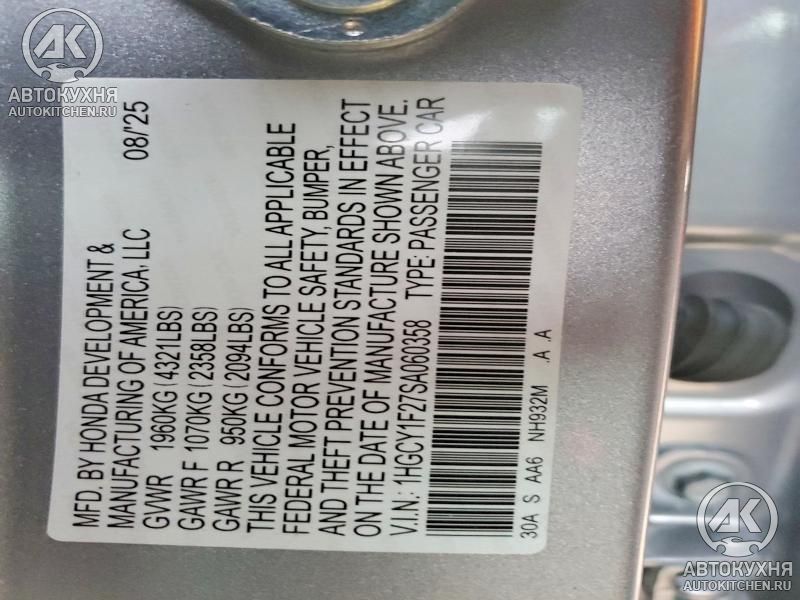 MFD. BY HONDA DEVELOPMENT &
MANUFACTURING OF AMERICA, LLC 08/'25
GVWR 1960KG (4321LBS)
GAWR F 1070KG (2358LBS)
GAWR R 950KG (2094LBS)
THIS VEHICLE CONFORMS TO ALL APPLICABLE
FEDERAL MOTOR VEHICLE SAFETY, BUMPER,
AND THEFT PREVENTION STANDARDS IN EFFECT
ON THE DATE OF MANUFACTURE SHOWN ABOVE.
V.I.N.: 1HGCY1F27SA060358 TYPE: PASSENGER CAR
30A S AA6 NH932M .A .A
АК
АВТОКУХНЯ
AUTOKITCHEN.RU
АК
АВТОКУХНЯ
AUTOKITCHEN.RU